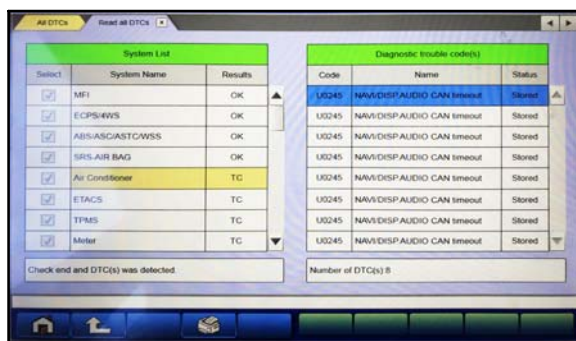 All DTCs
Read all DTCs
System List
Select System Name Results
MFI OK
ECPS/4WS OK
ABS/ASC/ASTC/WSS OK
SRS-AIR BAG OK
Air Conditioner TC
ETACS TC
TPMS TC
Meter TC
Check end and DTC(s) was detected.
Diagnostic trouble code(s)
Code Name Status
U0245 NAVI/DISP.AUDIO CAN timeout Stored
U0245 NAVI/DISP.AUDIO CAN timeout Stored
U0245 NAVI/DISP.AUDIO CAN timeout Stored
U0245 NAVI/DISP.AUDIO CAN timeout Stored
U0245 NAVI/DISP.AUDIO CAN timeout Stored
U0245 NAVI/DISP.AUDIO CAN timeout Stored
U0245 NAVI/DISP.AUDIO CAN timeout Stored
U0245 NAVI/DISP.AUDIO CAN timeout Stored
Number of DTC(s):8